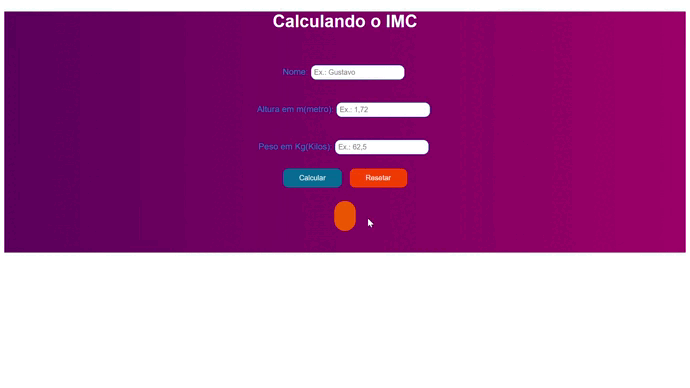 Calculando o IMC
Nome: Ex.: Gustavo
Altura em m(metro): Ex.: 1,72
Peso em Kg(Kilos): Ex.: 62,5
Calcular Resetar